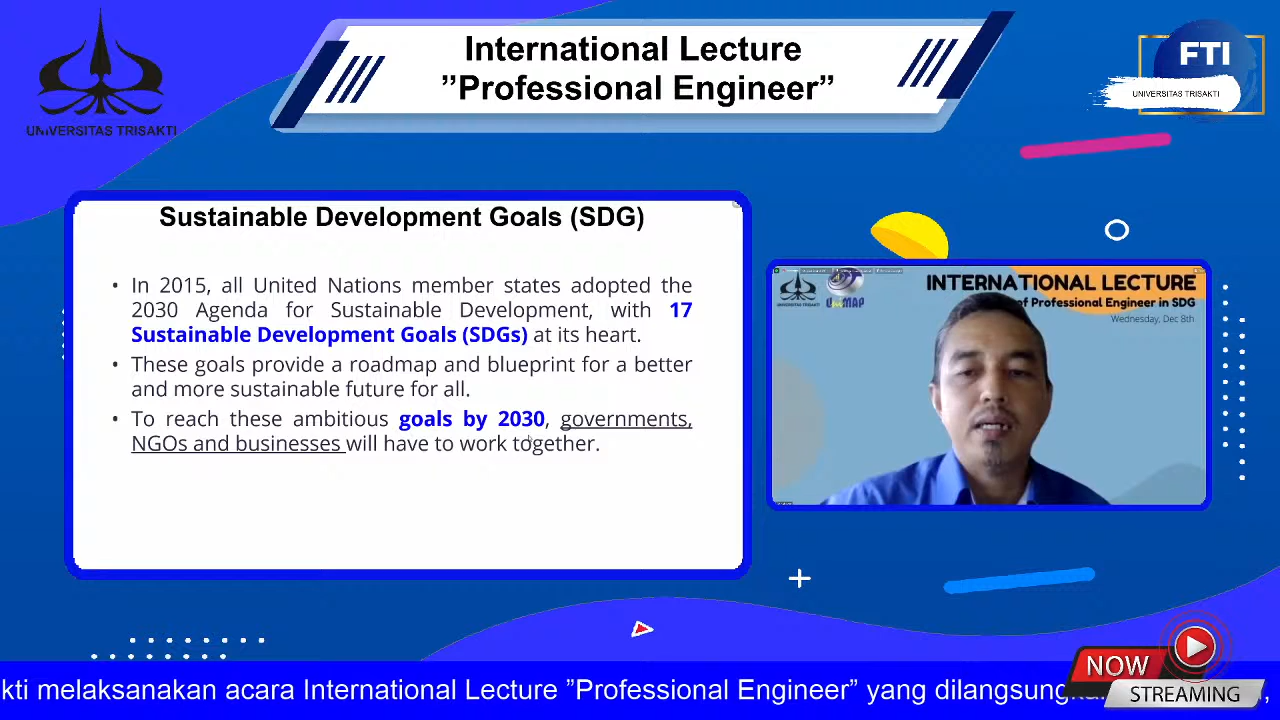 International Lecture
”Professional Engineer”
UNIVERSITAS TRISAKTI
FTI
UNIVERSITAS TRISAKTI
Sustainable Development Goals (SDG)
• In 2015, all United Nations member states adopted the
2030 Agenda for Sustainable Development, with 17
Sustainable Development Goals (SDGs) at its heart.
• These goals provide a roadmap and blueprint for a better
and more sustainable future for all.
• To reach these ambitious goals by 2030, governments,
NGOs and businesses will have to work together.
INTERNATIONAL LECTURE
of Professional Engineer in SDG
Wednesday, Dec 8th
UniMAP
UNIVERSITAS TRISAKTI
NOW
STREAMING
kti melaksanakan acara International Lecture ”Professional Engineer” yang dilangsungk